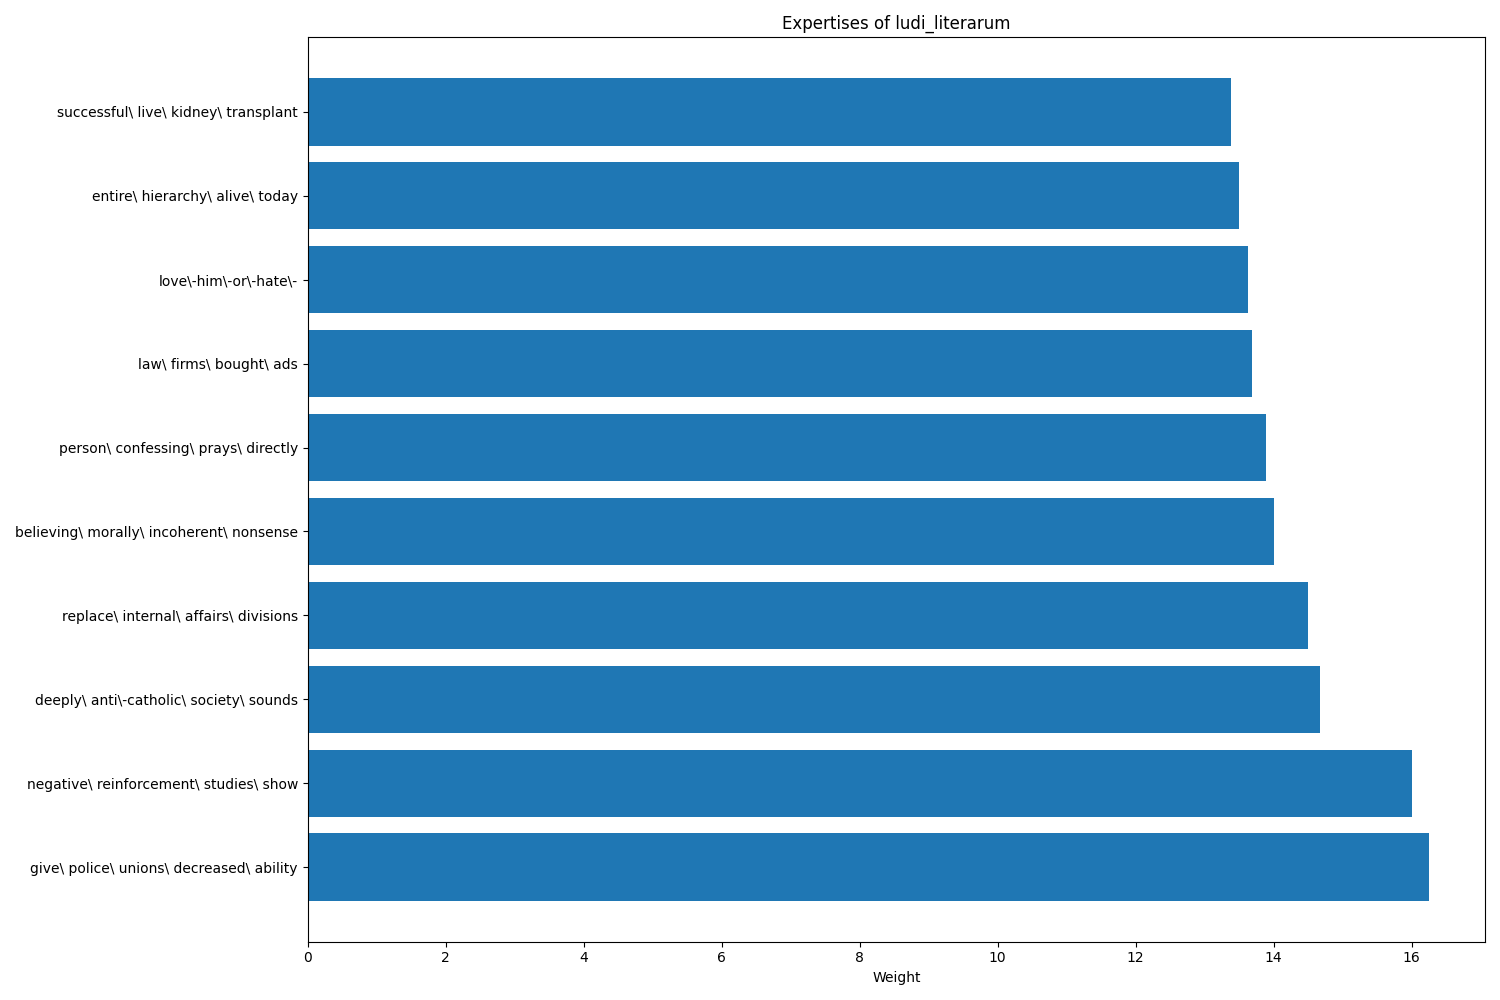 Expertises of ludi_literarum
successful\ live\ kidney\ transplant
entire\ hierarchy\ alive\ today
love\-him\-or\-hate\-
law\ firms\ bought\ ads
person\ confessing\ prays\ directly
believing\ morally\ incoherent\ nonsense
replace\ internal\ affairs\ divisions
deeply\ anti\-catholic\ society\ sounds
negative\ reinforcement\ studies\ show
give\ police\ unions\ decreased\ ability
0 2 4 6 8 10 12 14 16
Weight